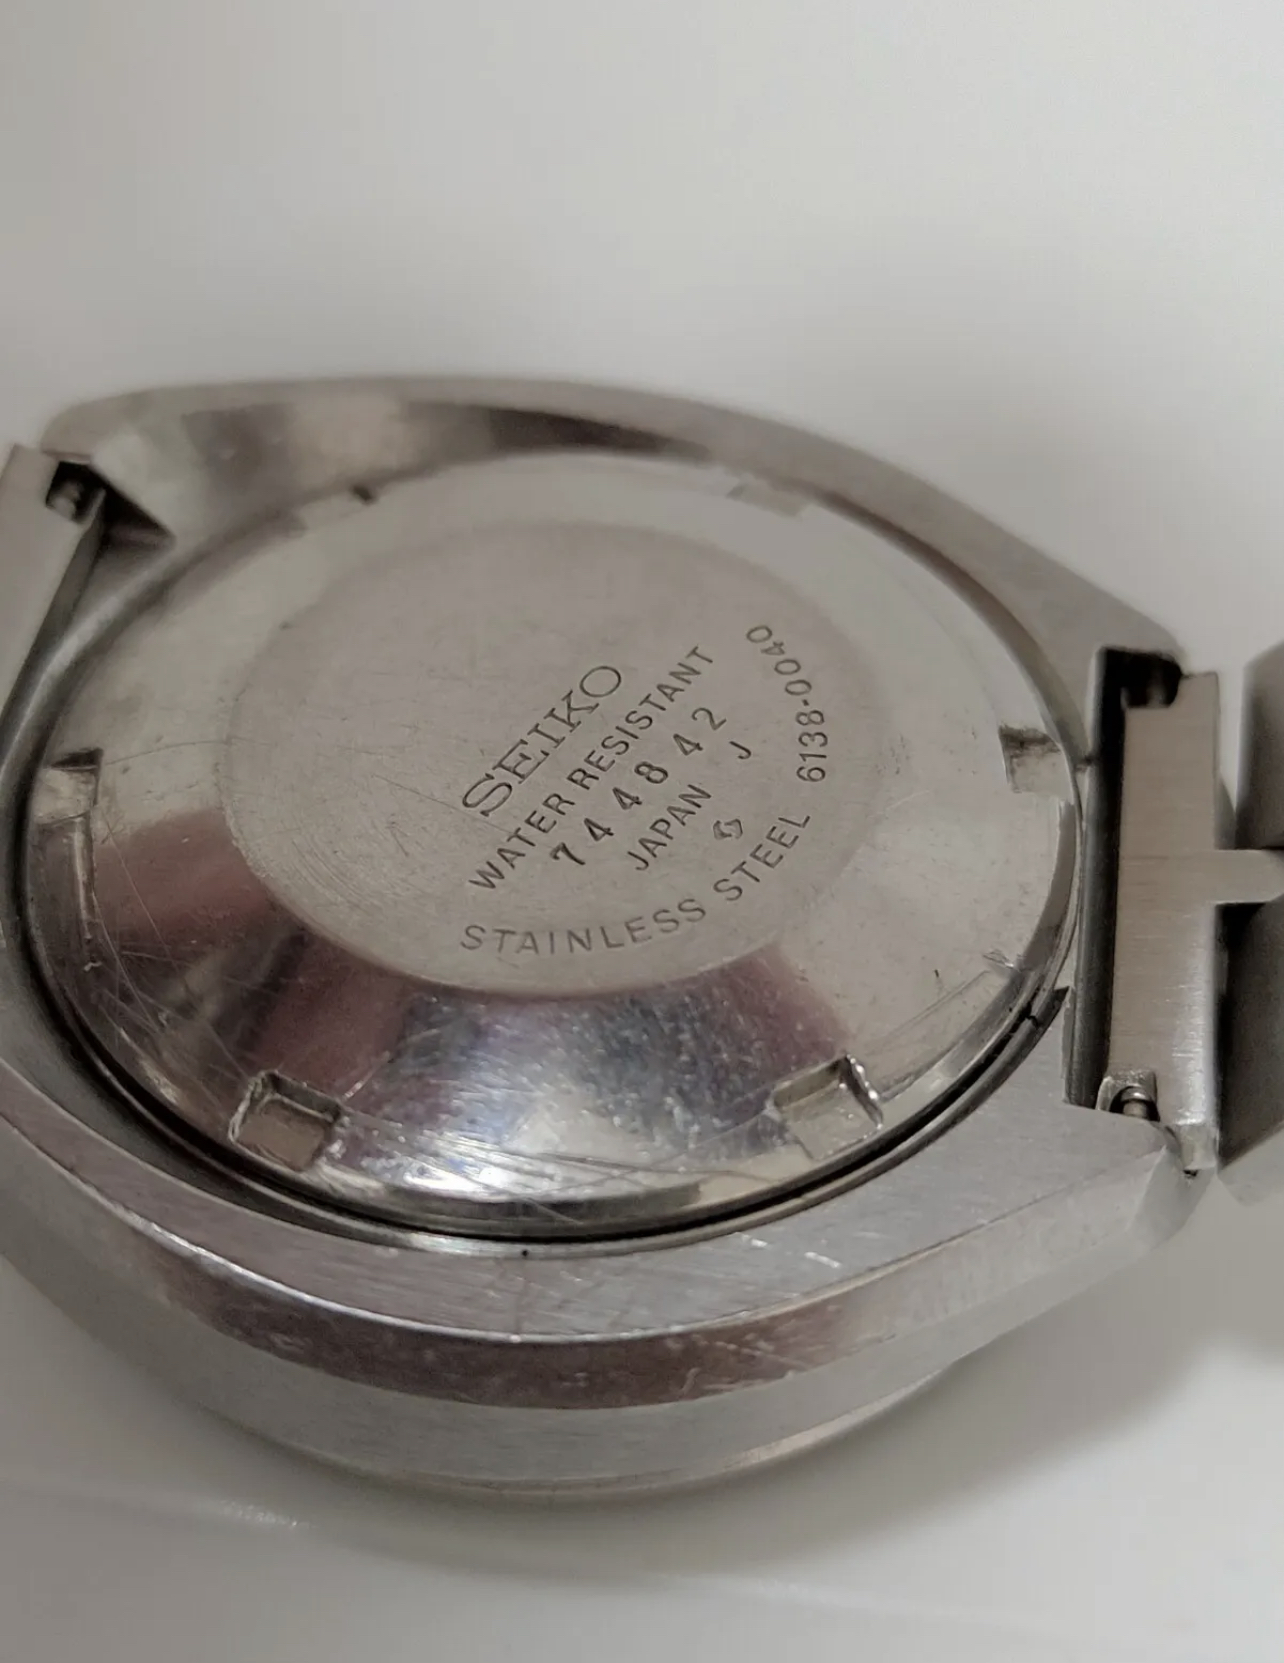 SEIKO
WATER RESISTANT
744842
JAPAN J
STAINLESS STEEL 6138-0040